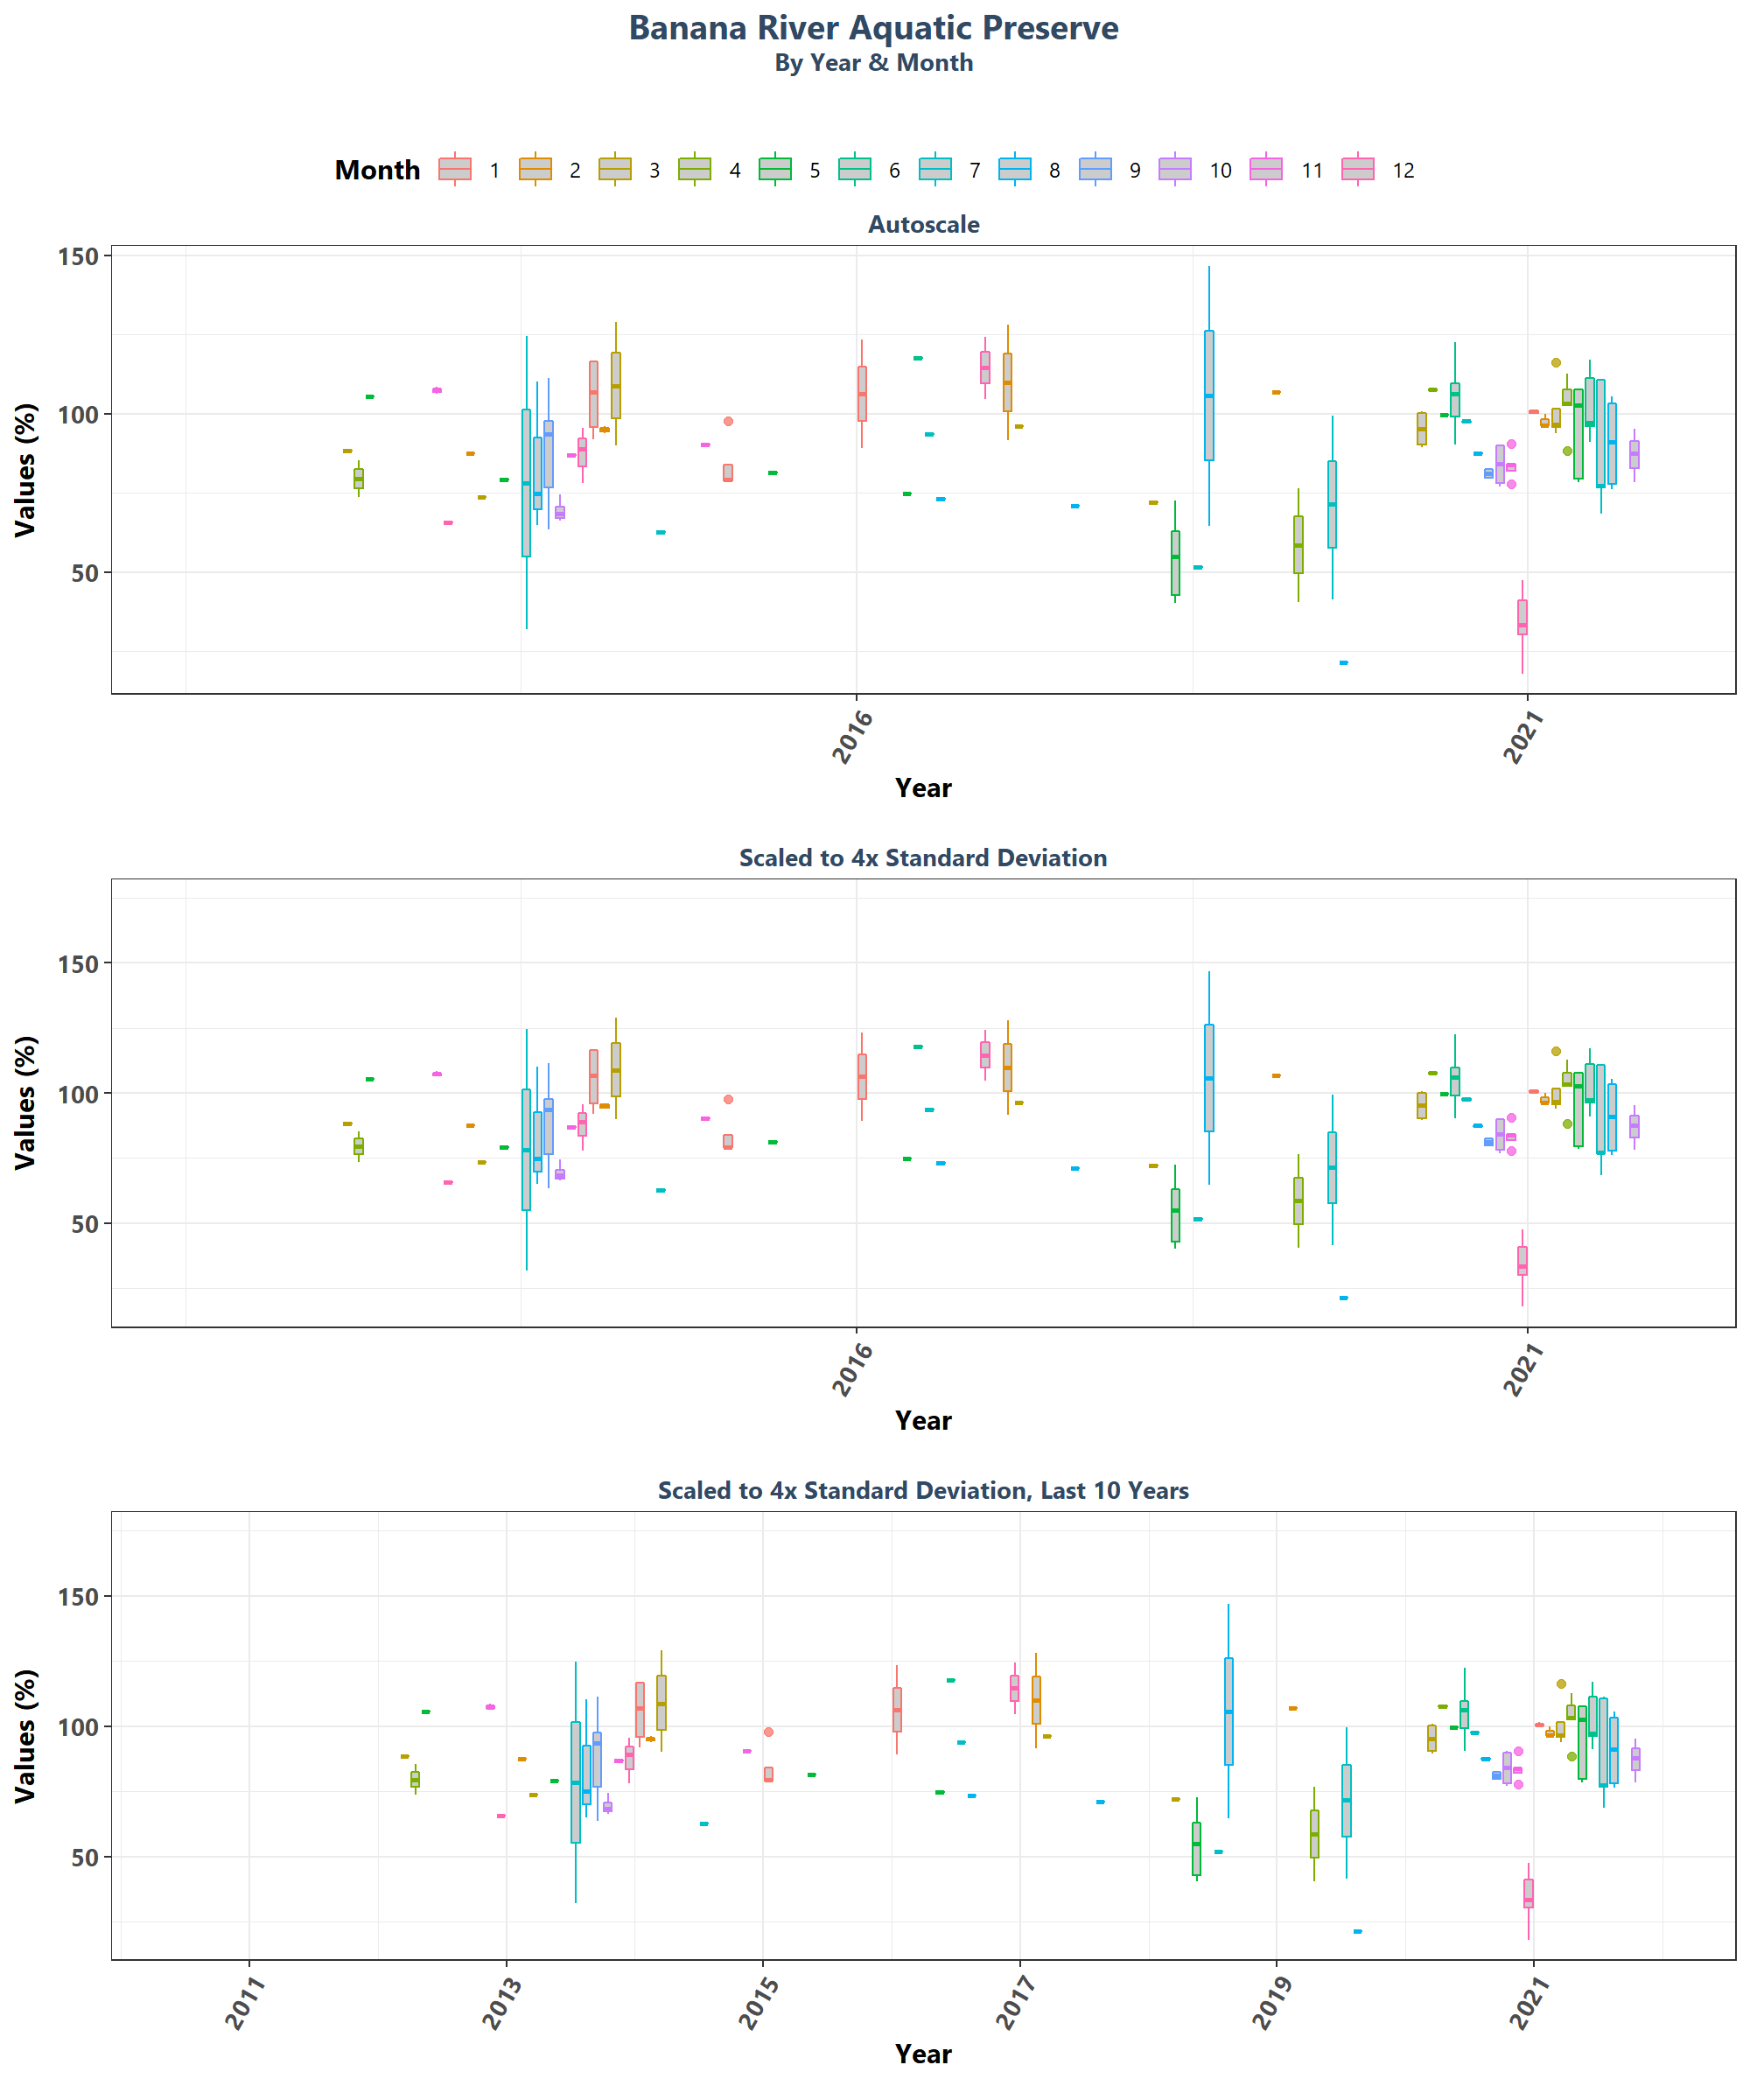 Banana River Aquatic Preserve
By Year & Month
Month 1 2 3 4 5 6 7 8 9 10 11 12
Autoscale
150
100
50
Values (%)
2016 2021
Year
Scaled to 4x Standard Deviation
150
100
50
Values (%)
2016 2021
Year
Scaled to 4x Standard Deviation, Last 10 Years
150
100
50
Values (%)
2011 2013 2015 2017 2019 2021
Year